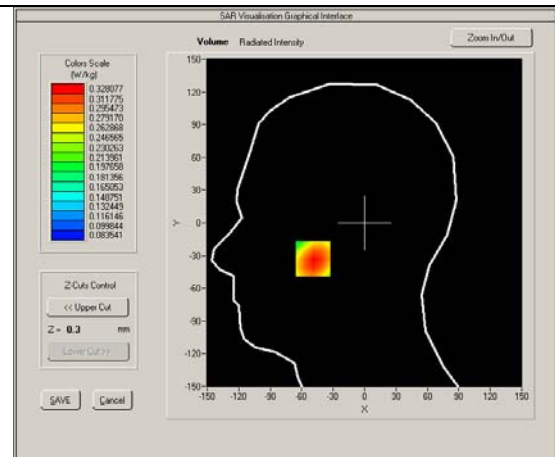 SAR Visualisation Graphical Interface
Volume Radiated Intensity
Zoom In/Out
Colors Scale
(W/kg)
0.328077
0.311775
0.295473
0.279170
0.262868
0.246565
0.230263
0.213961
0.197658
0.181356
0.165053
0.148751
0.132449
0.116146
0.099844
0.083541
Z-Cuts Control
<< Upper Cut
Z = 0.3 mm
Lower Cut >>
SAVE Cancel
150
120
90
60
30
0
-30
-60
-90
-120
-150
Y
-150 -120 -90 -60 -30 0 30 60 90 120 150
X